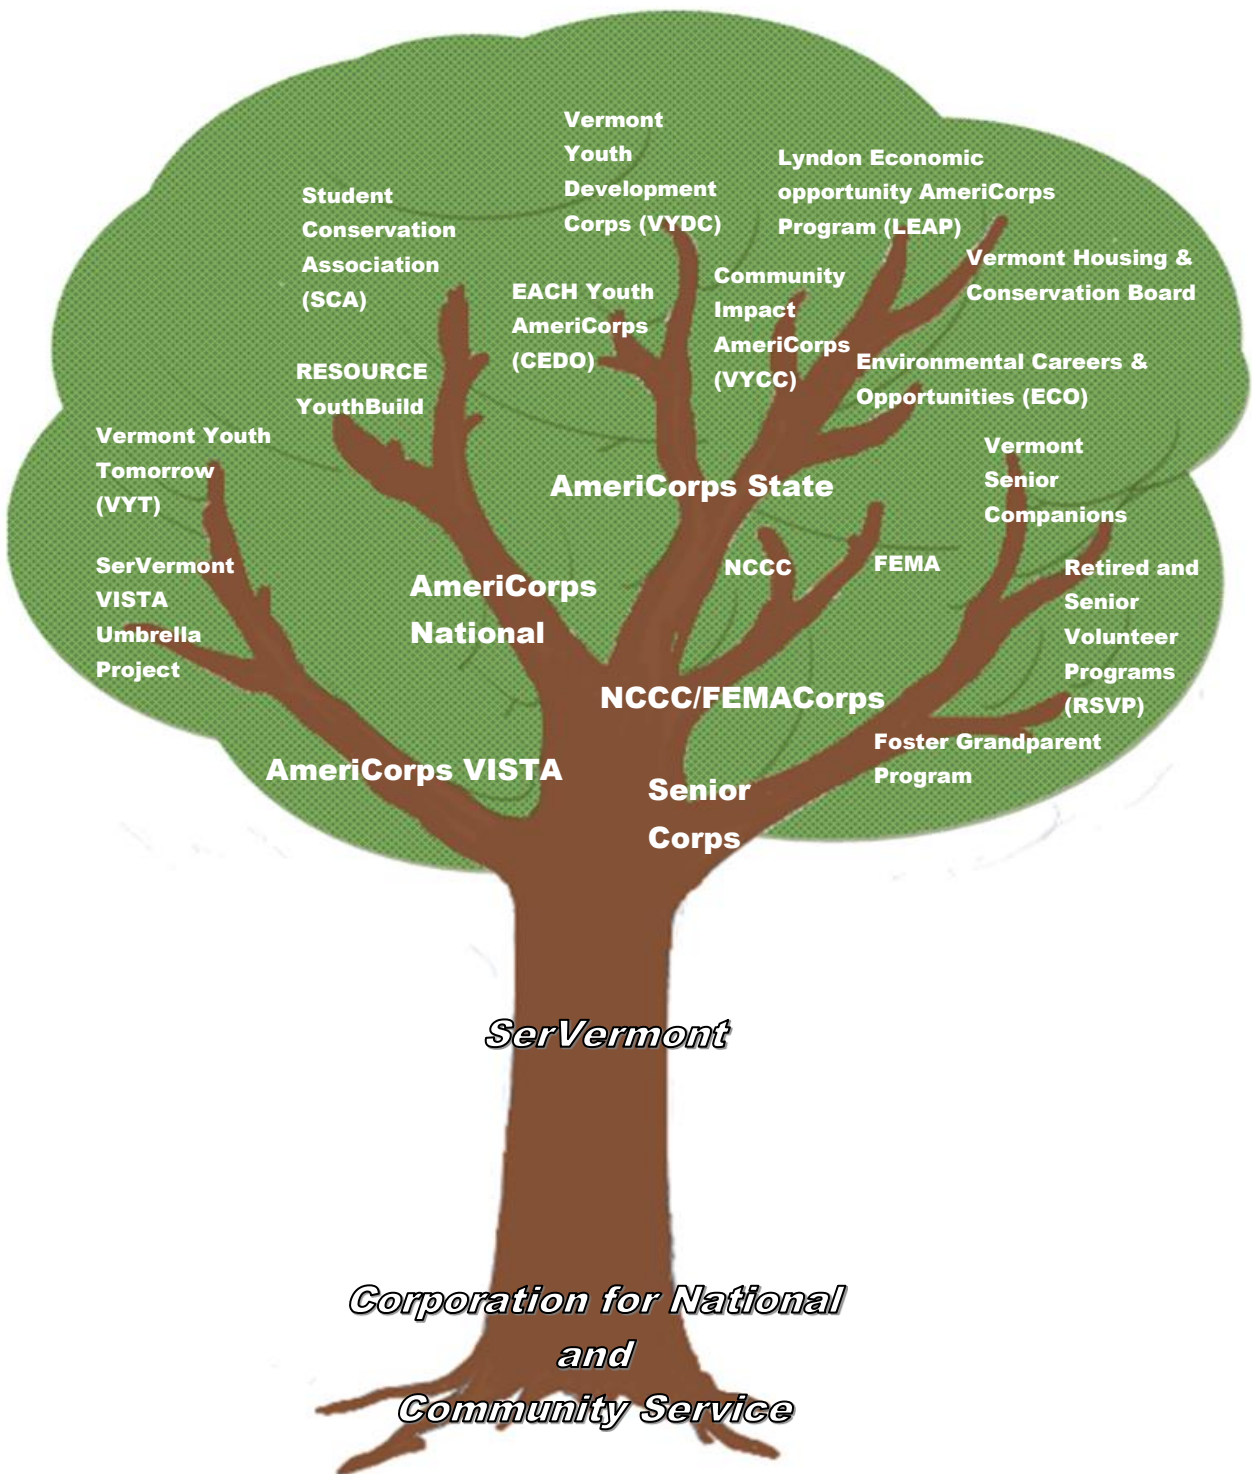 Vermont
Youth
Development
Corps (VYDC)
Lyndon Economic
opportunity AmeriCorps
Program (LEAP)
Student
Conservation
Association
(SCA)
Vermont Housing &
Conservation Board
Community
Impact
AmeriCorps
(VYCC)
EACH Youth
AmeriCorps
(CEDO)
Environmental Careers &
Opportunities (ECO)
RESOURCE
YouthBuild
Vermont Youth
Tomorrow
(VYT)
Vermont
Senior
Companions
AmeriCorps State
SerVermont
VISTA
Umbrella
Project
AmeriCorps
National
NCCC
FEMA
Retired and
Senior
Volunteer
Programs
(RSVP)
NCCC/FEMACorps
Foster Grandparent
Program
AmeriCorps VISTA
Senior
Corps
SerVermont
Corporation for National
and
Community Service